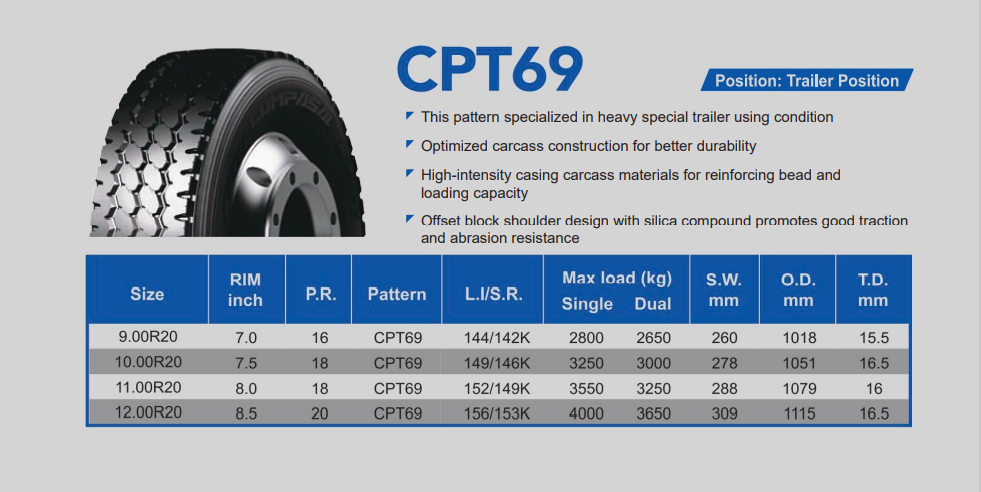 CPT69
Position: Trailer Position
COMPASAL
This pattern specialized in heavy special trailer using condition
Optimized carcass construction for better durability
High-intensity casing carcass materials for reinforcing bead and
loading capacity
Offset block shoulder design with silica compound promotes good traction
and abrasion resistance
Size RIM inch P.R. Pattern L.I/S.R. Max load (kg) Single Dual S.W. mm O.D. mm T.D. mm
9.00R20 7.0 16 CPT69 144/142K 2800 2650 260 1018 15.5
10.00R20 7.5 18 CPT69 149/146K 3250 3000 278 1051 16.5
11.00R20 8.0 18 CPT69 152/149K 3550 3250 288 1079 16
12.00R20 8.5 20 CPT69 156/153K 4000 3650 309 1115 16.5